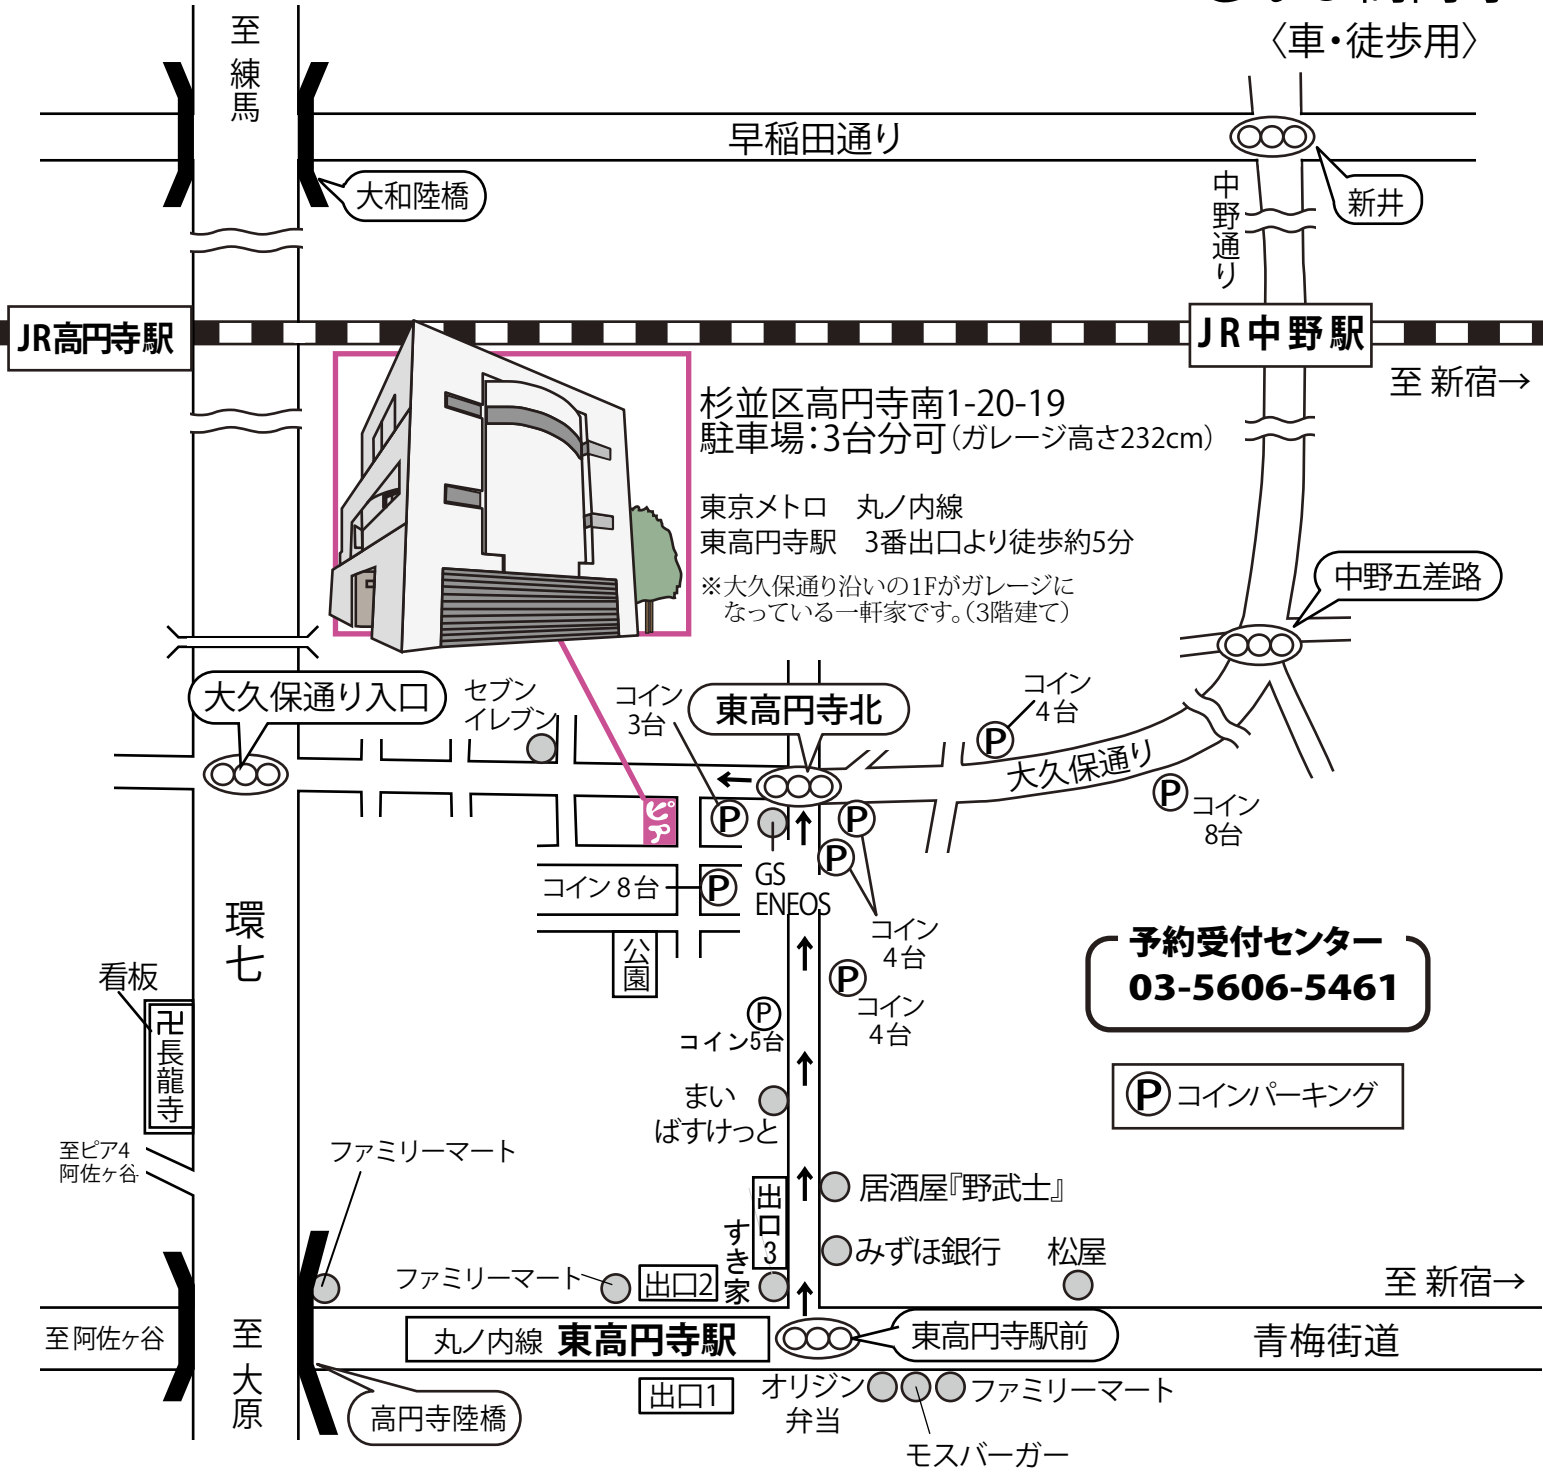 〈車・徒歩用〉
至練馬
早稲田通り
大和陸橋
中野通り
新井
JR高円寺駅
JR中野駅
至 新宿→
杉並区高円寺南1-20-19
駐車場：3台分可（ガレージ高さ232cm）
東京メトロ　丸ノ内線
東高円寺駅　3番出口より徒歩約5分
※大久保通り沿いの1Fがガレージに
なっている一軒家です。（3階建て）
中野五差路
大久保通り入口
セブン
イレブン
コイン
3台
東高円寺北
コイン
4台
大久保通り
P
P
コイン
8台
ピア
P
P
P
GS
ENEOS
コイン 8台
P
コイン
4台
公園
環七
予約受付センター
03-5606-5461
看板
卍長龍寺
P
コイン
4台
P
コイン5台
まい
ばすけっと
P コインパーキング
至ピア4
阿佐ヶ谷
ファミリーマート
出口3
居酒屋『野武士』
すき家
みずほ銀行
松屋
ファミリーマート
出口2
至 新宿→
至 阿佐ヶ谷
至大原
丸ノ内線 東高円寺駅
東高円寺駅前
青梅街道
高円寺陸橋
出口1
オリジン
弁当
ファミリーマート
モスバーガー